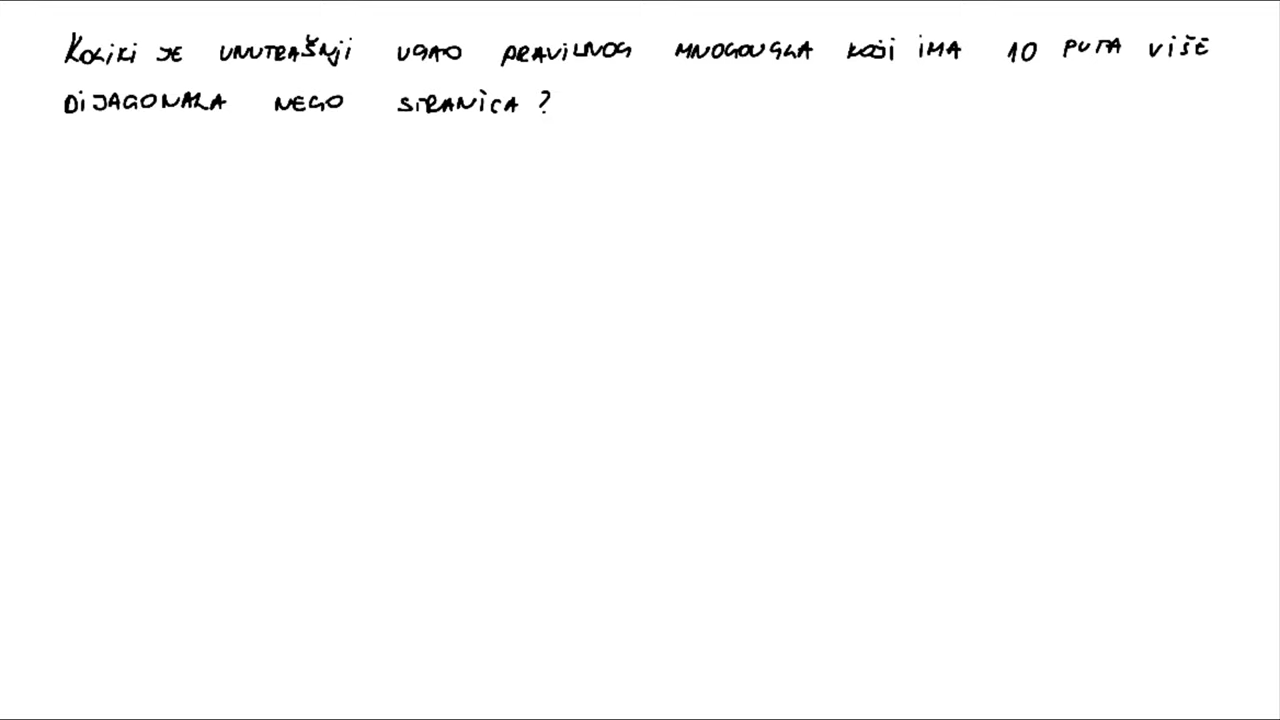 KOLIKI JE UNUTRAŠNJI UGAO PRAVILNOG MNOGOUGLA KOJI IMA 10 PUTA VIŠE
DIJAGONALA NEGO STRANICA?